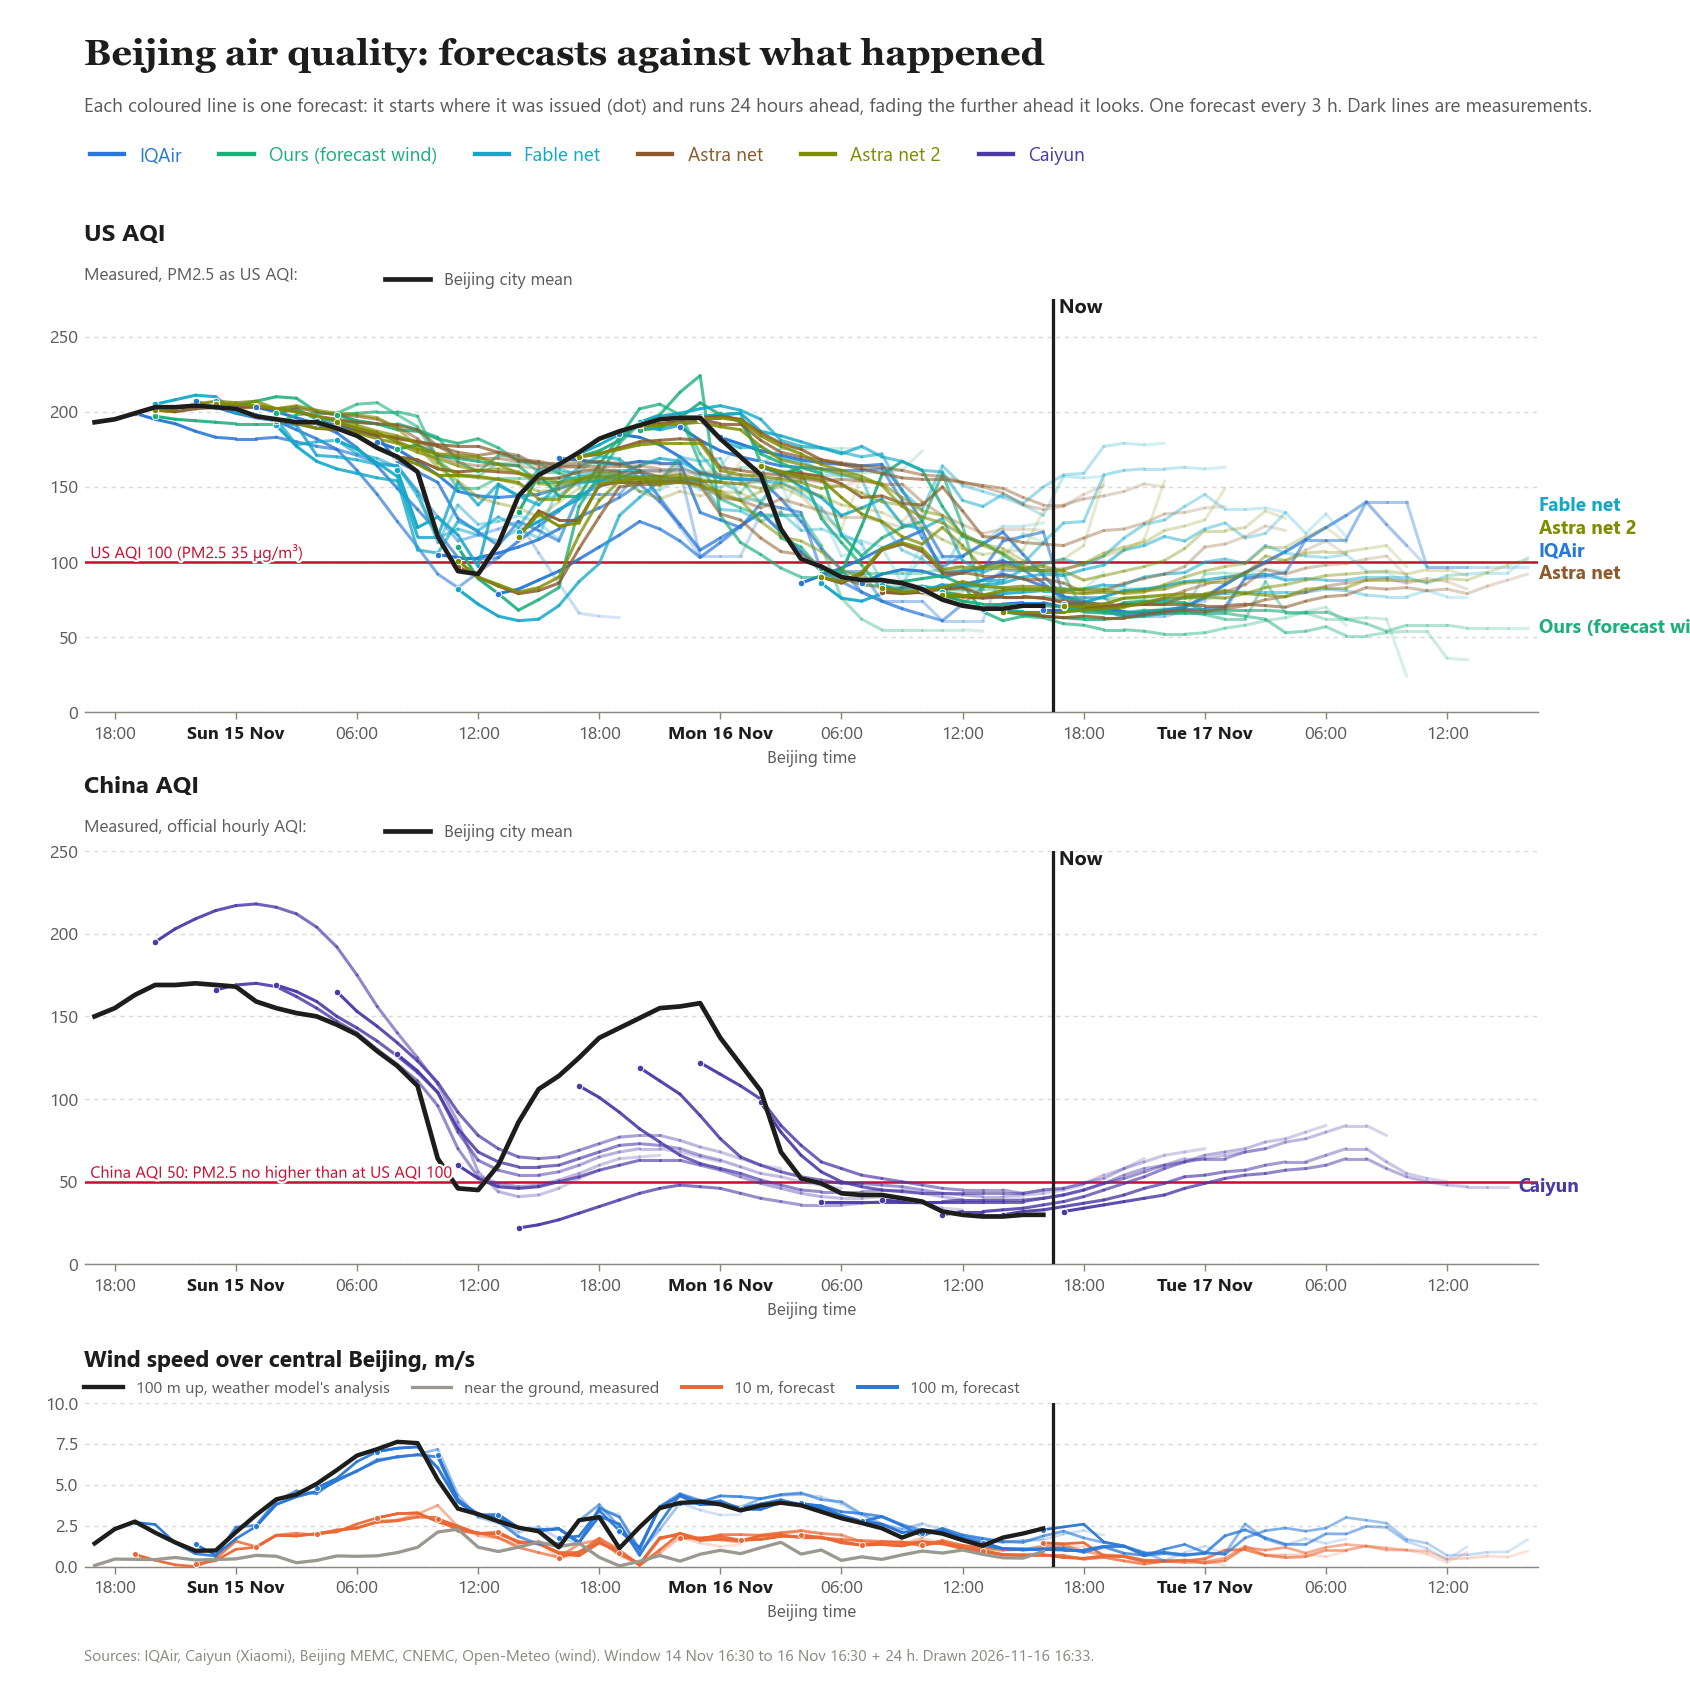 Beijing air quality: forecasts against what happened
Each coloured line is one forecast: it starts where it was issued (dot) and runs 24 hours ahead, fading the further ahead it looks. One forecast every 3 h. Dark lines are measurements.
IQAir Ours (forecast wind) Fable net Astra net Astra net 2 Caiyun
US AQI
Measured, PM2.5 as US AQI: Beijing city mean
Now
250
200
150
100
50
0
US AQI 100 (PM2.5 35 µg/m³)
Fable net
Astra net 2
IQAir
Astra net
Ours (forecast wi
18:00 Sun 15 Nov 06:00 12:00 18:00 Mon 16 Nov 06:00 12:00 18:00 Tue 17 Nov 06:00 12:00
Beijing time
China AQI
Measured, official hourly AQI: Beijing city mean
Now
250
200
150
100
50
0
China AQI 50: PM2.5 no higher than at US AQI 100
Caiyun
18:00 Sun 15 Nov 06:00 12:00 18:00 Mon 16 Nov 06:00 12:00 18:00 Tue 17 Nov 06:00 12:00
Beijing time
Wind speed over central Beijing, m/s
100 m up, weather model's analysis near the ground, measured 10 m, forecast 100 m, forecast
10.0
7.5
5.0
2.5
0.0
18:00 Sun 15 Nov 06:00 12:00 18:00 Mon 16 Nov 06:00 12:00 18:00 Tue 17 Nov 06:00 12:00
Beijing time
Sources: IQAir, Caiyun (Xiaomi), Beijing MEMC, CNEMC, Open-Meteo (wind). Window 14 Nov 16:30 to 16 Nov 16:30 + 24 h. Drawn 2026-11-16 16:33.